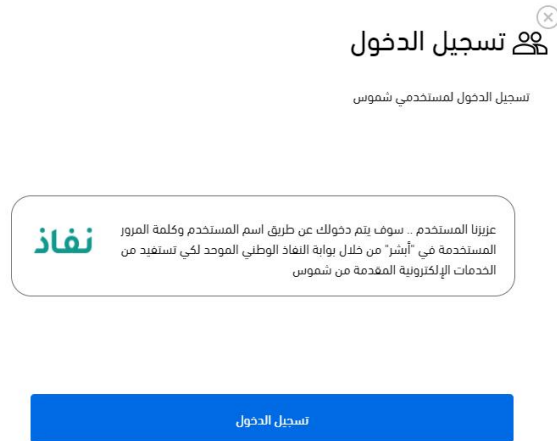 تسجيل الدخول
تسجيل الدخول لمستخدمي شموس
عزيزنا المستخدم .. سوف يتم دخولك عن طريق اسم المستخدم وكلمة المرور
المستخدمة في "أبشر" من خلال بوابة النفاذ الوطني الموحد لكي تستفيد من
الخدمات الإلكترونية المقدمة من شموس
نفاذ
تسجيل الدخول